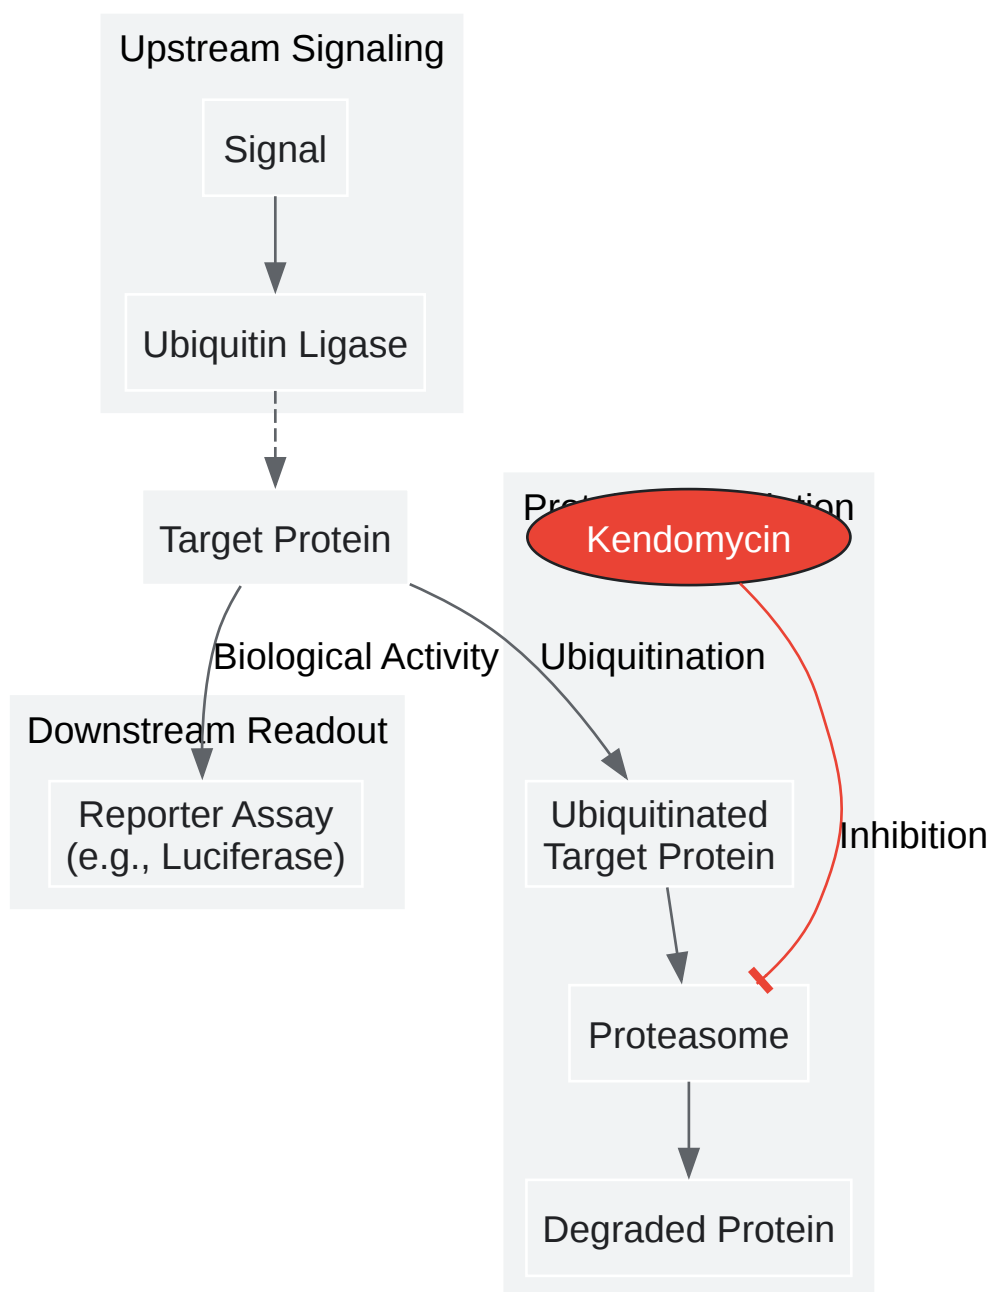 Upstream Signaling
Signal
Ubiquitin Ligase
Target Protein
Kendomycin
Biological Activity
Ubiquitination
Downstream Readout
Reporter Assay
(e.g., Luciferase)
Ubiquitinated
Target Protein
Inhibition
Proteasome
Degraded Protein